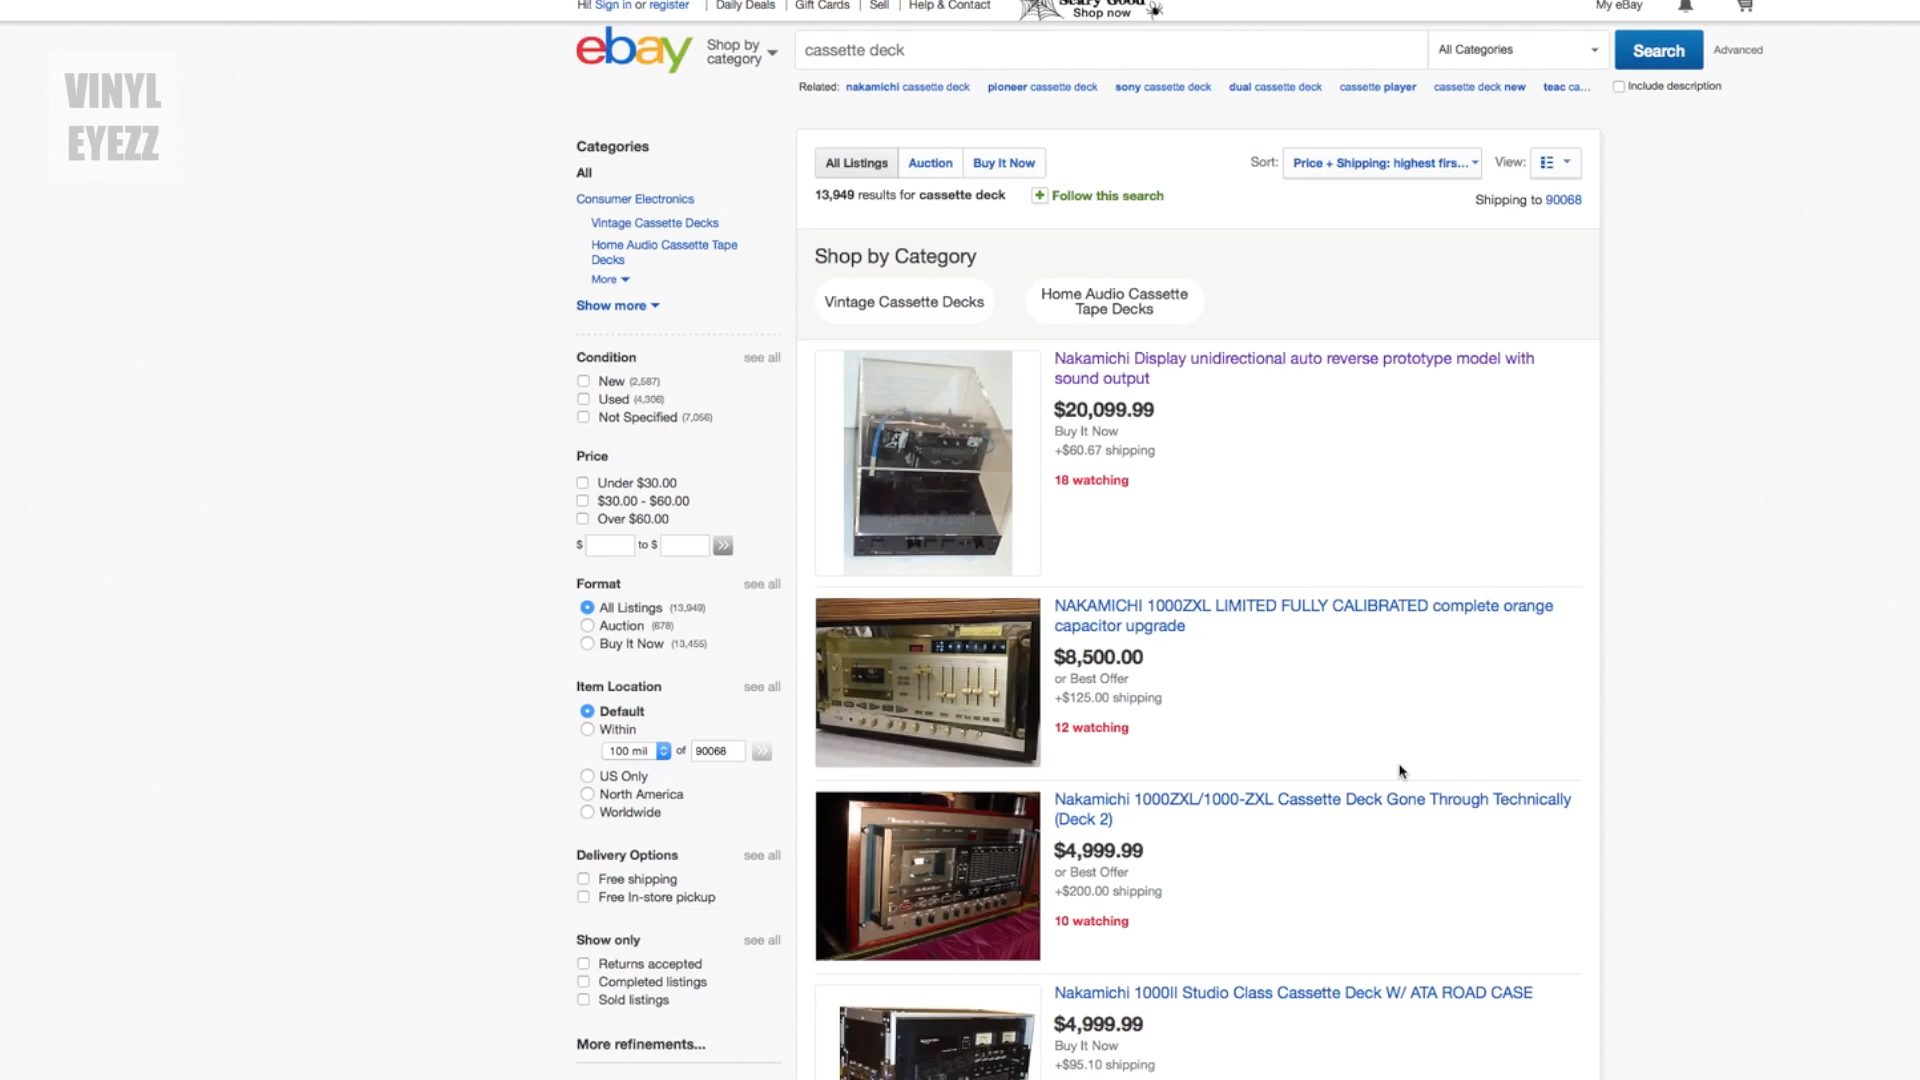 Hi! Sign in or register
Daily Deals
Gift Cards
Sell
Help & Contact
Scary Good
Shop now
My eBay
VINYL
EYEZZ
ebay
Shop by
category
cassette deck
All Categories
Search
Advanced
Related: nakamichi cassette deck pioneer cassette deck sony cassette deck dual cassette deck cassette player cassette deck new teac ca...
Include description
Categories
All
Consumer Electronics
Vintage Cassette Decks
Home Audio Cassette Tape
Decks
More
Show more
Condition see all
New (2,587)
Used (4,306)
Not Specified (7,056)
Price
Under $30.00
$30.00 - $60.00
Over $60.00
$ to $
Format see all
All Listings (13,949)
Auction (678)
Buy It Now (13,455)
Item Location see all
Default
Within
100 mil of 90068
US Only
North America
Worldwide
Delivery Options see all
Free shipping
Free In-store pickup
Show only see all
Returns accepted
Completed listings
Sold listings
More refinements...
All Listings Auction Buy It Now
Sort: Price + Shipping: highest firs... View:
13,949 results for cassette deck
Follow this search
Shipping to 90068
Shop by Category
Vintage Cassette Decks
Home Audio Cassette
Tape Decks
Nakamichi Display unidirectional auto reverse prototype model with
sound output
$20,099.99
Buy It Now
+$60.67 shipping
18 watching
NAKAMICHI 1000ZXL LIMITED FULLY CALIBRATED complete orange
capacitor upgrade
$8,500.00
or Best Offer
+$125.00 shipping
12 watching
Nakamichi 1000ZXL/1000-ZXL Cassette Deck Gone Through Technically
(Deck 2)
$4,999.99
or Best Offer
+$200.00 shipping
10 watching
Nakamichi 1000II Studio Class Cassette Deck W/ ATA ROAD CASE
$4,999.99
Buy It Now
+$95.10 shipping